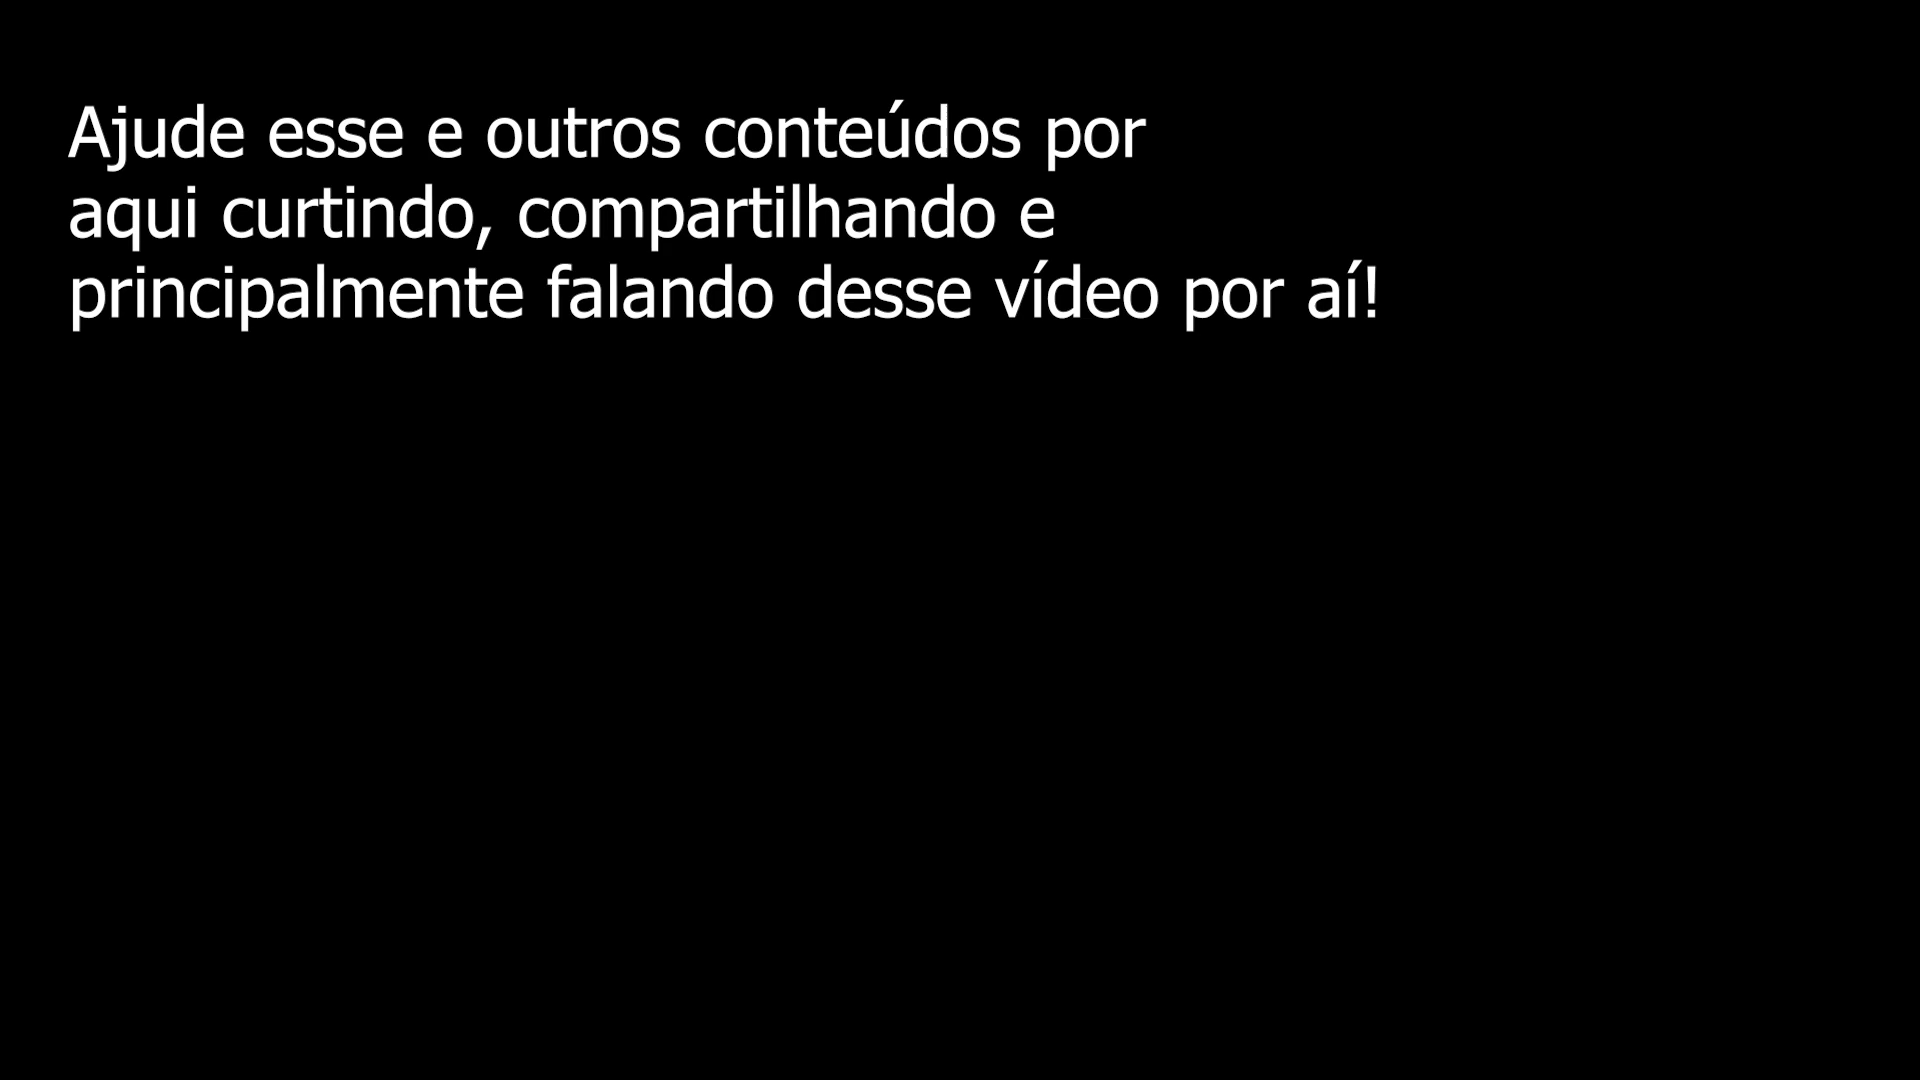 Ajude esse e outros conteúdos por
aqui curtindo, compartilhando e
principalmente falando desse vídeo por aí!